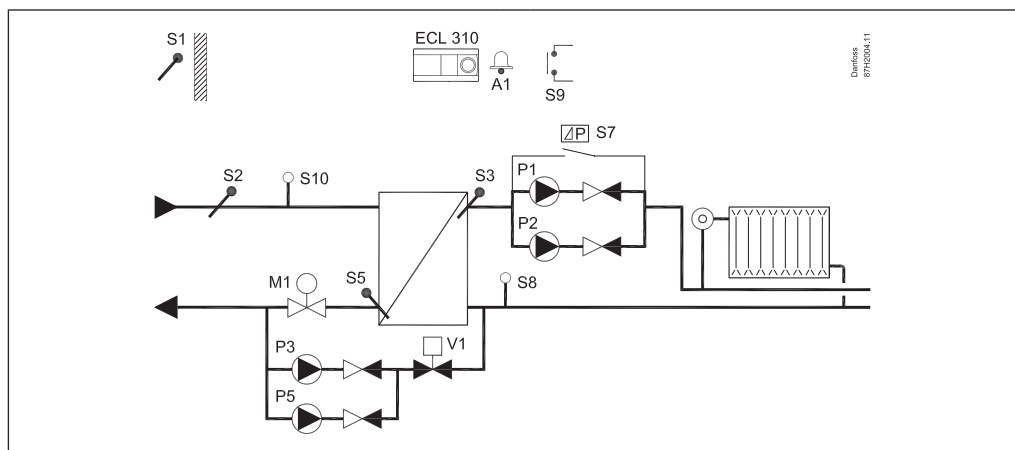 S1
ECL 310
A1
S9
Danfoss
87H2004.11
⊿P S7
S2
S10
S3
P1
P2
M1
S5
S8
P3
V1
P5